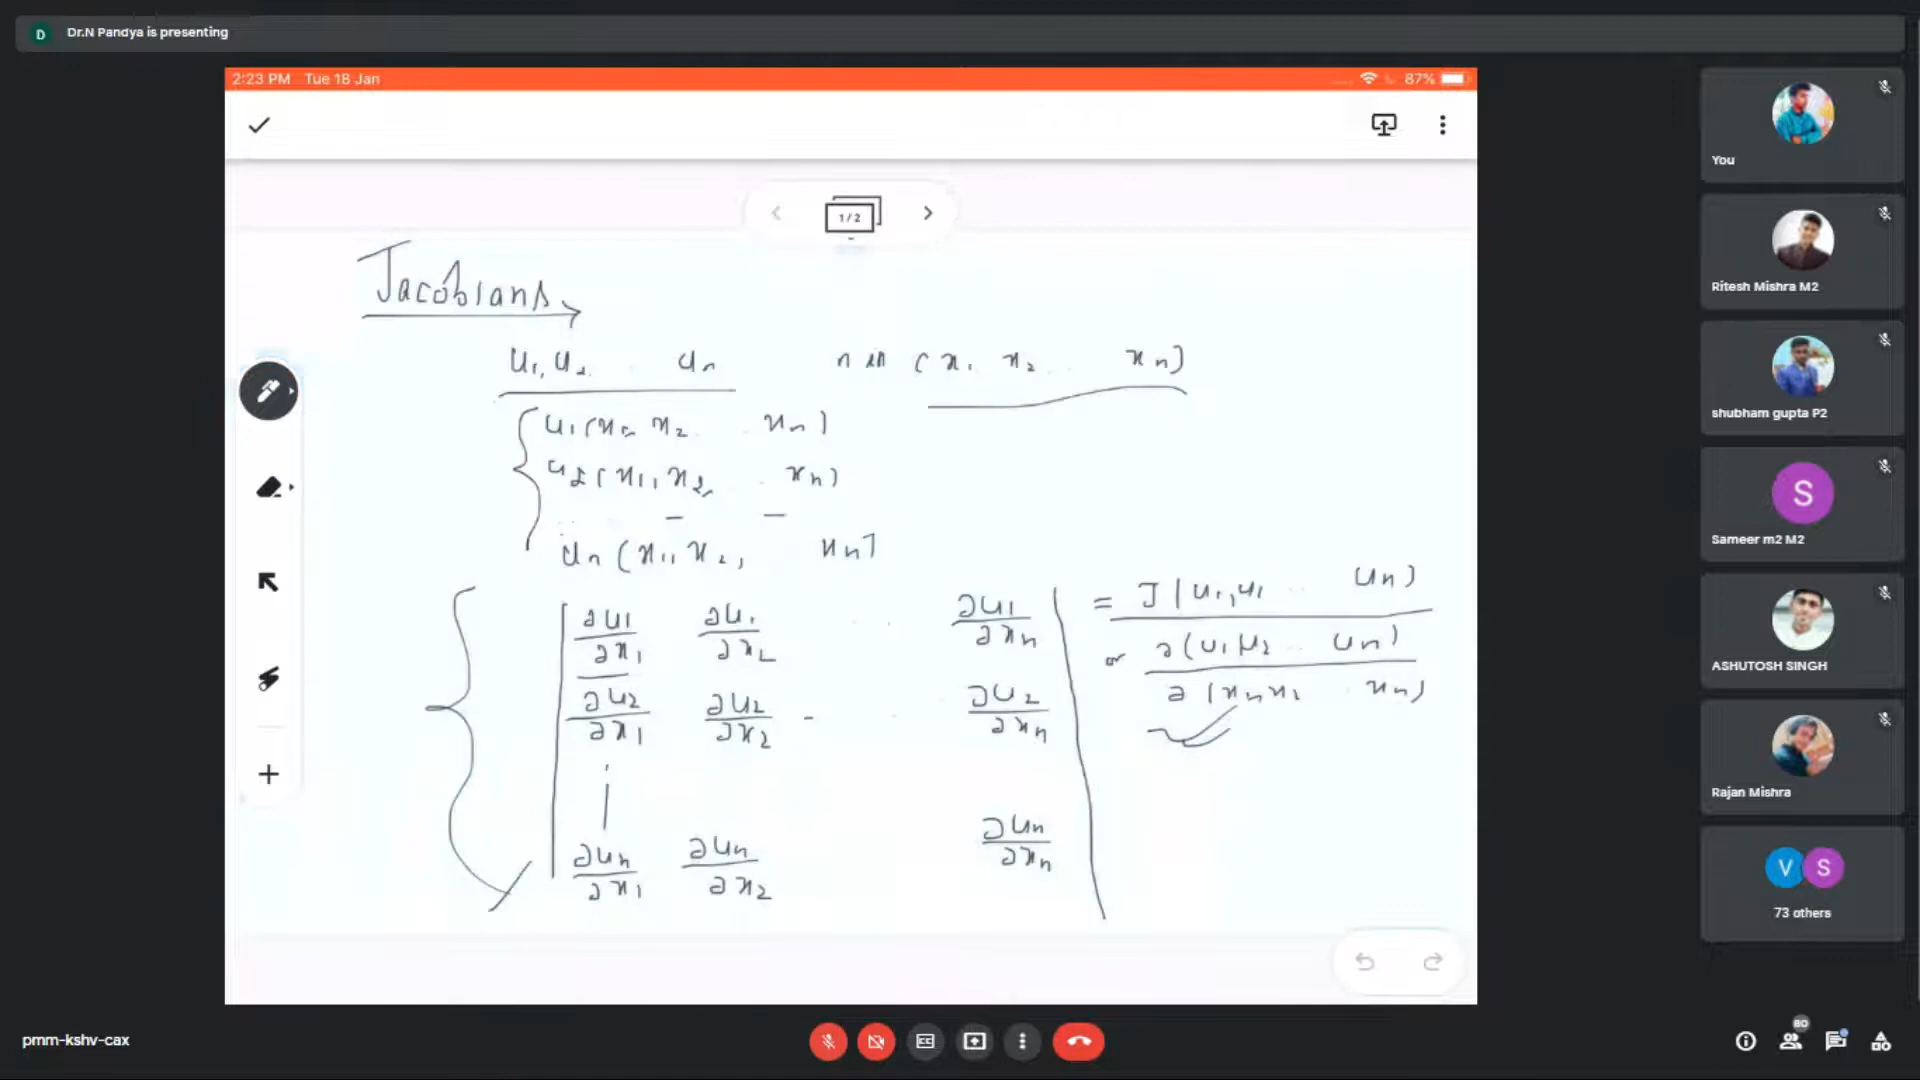 Dr.N Pandya is presenting
2:23 PM Tue 18 Jan
87%
1/2
Jacobians
u₁, u₂ .. uₙ n in (x₁ x₂ .. xₙ)
u₁(x₁, x₂ .. xₙ)
u₂(x₁, x₂, .. xₙ)
uₙ(x₁, x₂, xₙ]
∂u₁/∂x₁ ∂u₁/∂x₂ .. ∂u₁/∂xₙ = J(u₁, u₁ .. uₙ)
∂u₂/∂x₁ ∂u₂/∂x₂ - . ∂u₂/∂xₙ or ∂(u₁ u₂ .. uₙ)/∂(x₁, x₂ . xₙ)
∂uₙ/∂x₁ ∂uₙ/∂x₂ ∂uₙ/∂xₙ
You
Ritesh Mishra M2
shubham gupta P2
S
Sameer m2 M2
ASHUTOSH SINGH
Rajan Mishra
V S
73 others
pmm-kshv-cax
80